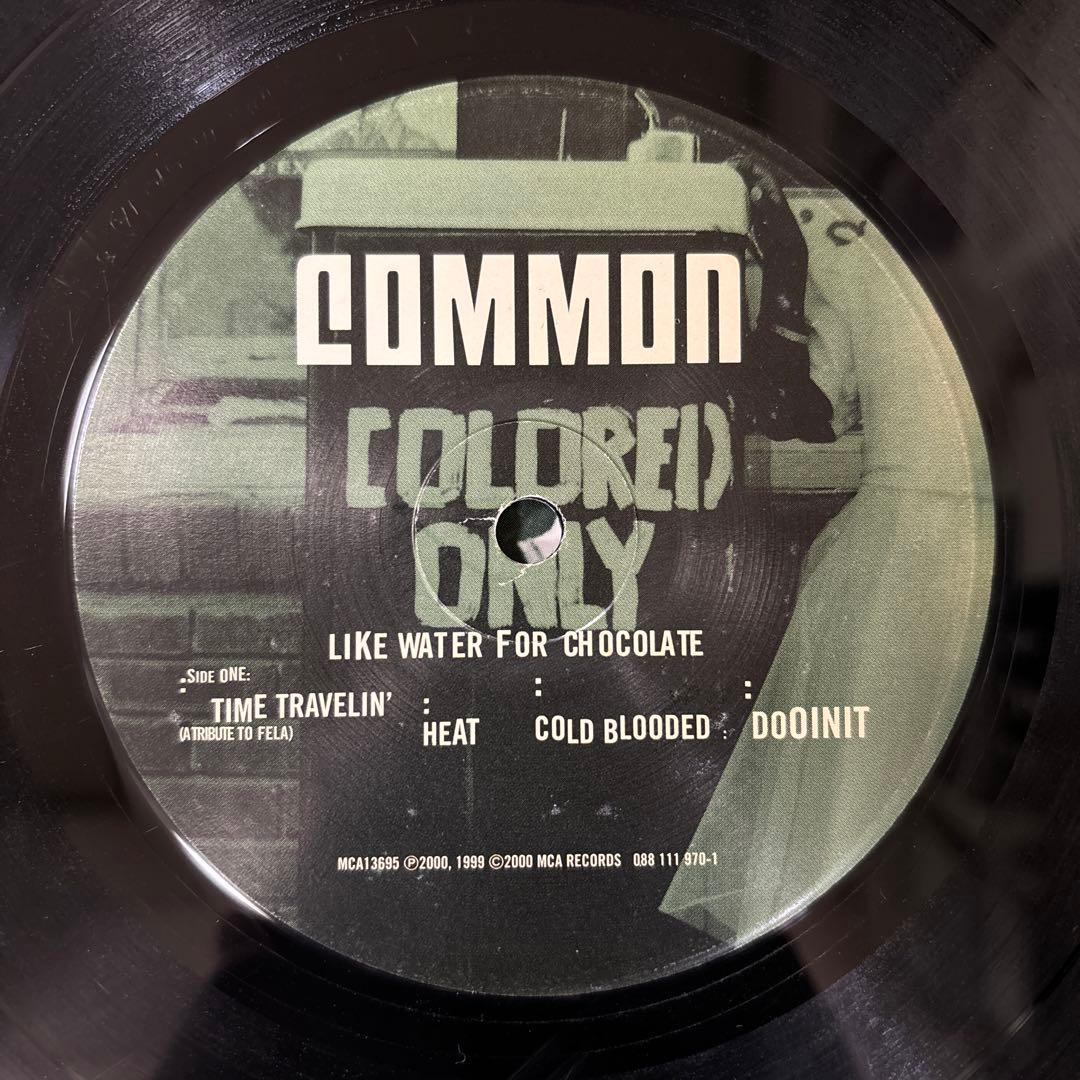 COMMON
COLORED
ONLY
LIKE WATER FOR CHOCOLATE
: SIDE ONE:
TIME TRAVELIN'
(A TRIBUTE TO FELA)
: HEAT
: COLD BLOODED :
: DOOINIT
MCA13695 ℗2000, 1999 ©2000 MCA RECORDS 088 111 970-1
2